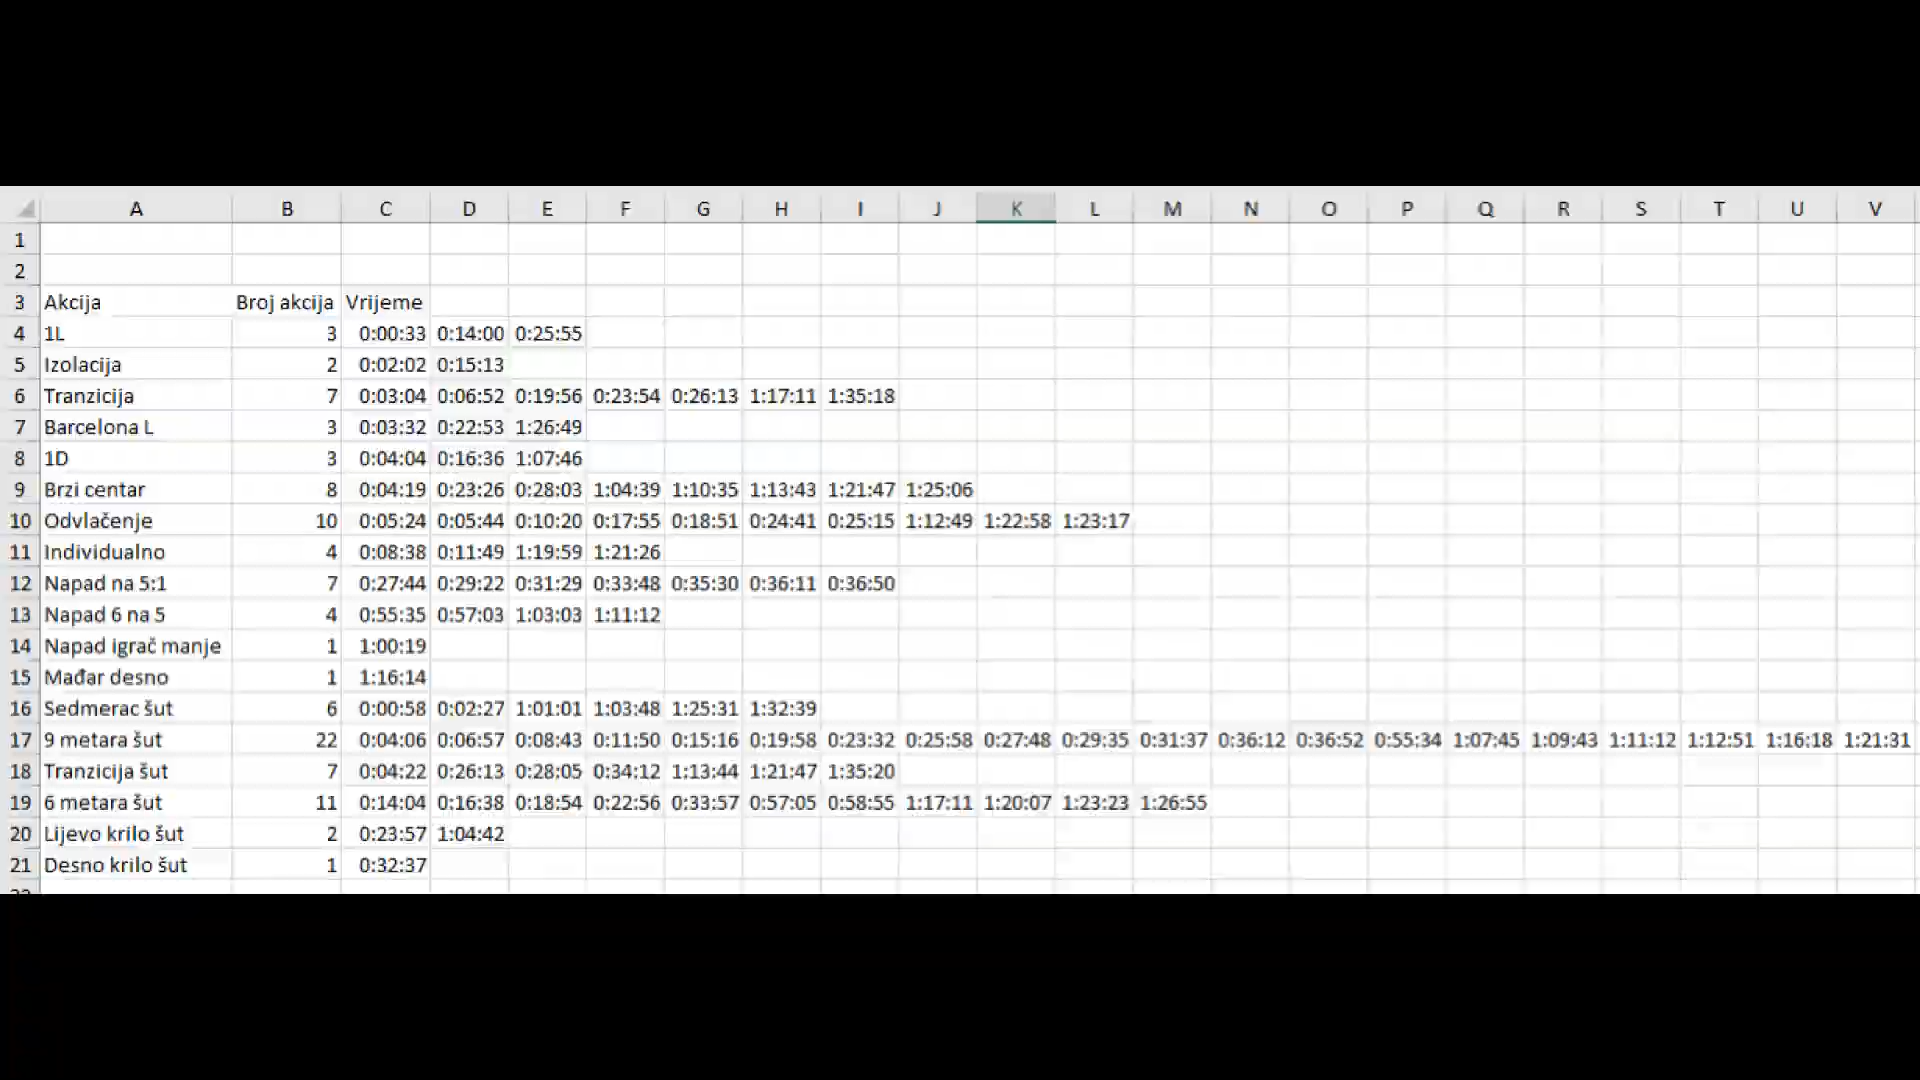 A B C D E F G H I J K L M N O P Q R S T U V
1
2
3 Akcija Broj akcija Vrijeme
4 1L 3 0:00:33 0:14:00 0:25:55
5 Izolacija 2 0:02:02 0:15:13
6 Tranzicija 7 0:03:04 0:06:52 0:19:56 0:23:54 0:26:13 1:17:11 1:35:18
7 Barcelona L 3 0:03:32 0:22:53 1:26:49
8 1D 3 0:04:04 0:16:36 1:07:46
9 Brzi centar 8 0:04:19 0:23:26 0:28:03 1:04:39 1:10:35 1:13:43 1:21:47 1:25:06
10 Odvlačenje 10 0:05:24 0:05:44 0:10:20 0:17:55 0:18:51 0:24:41 0:25:15 1:12:49 1:22:58 1:23:17
11 Individualno 4 0:08:38 0:11:49 1:19:59 1:21:26
12 Napad na 5:1 7 0:27:44 0:29:22 0:31:29 0:33:48 0:35:30 0:36:11 0:36:50
13 Napad 6 na 5 4 0:55:35 0:57:03 1:03:03 1:11:12
14 Napad igrač manje 1 1:00:19
15 Mađar desno 1 1:16:14
16 Sedmerac šut 6 0:00:58 0:02:27 1:01:01 1:03:48 1:25:31 1:32:39
17 9 metara šut 22 0:04:06 0:06:57 0:08:43 0:11:50 0:15:16 0:19:58 0:23:32 0:25:58 0:27:48 0:29:35 0:31:37 0:36:12 0:36:52 0:55:34 1:07:45 1:09:43 1:11:12 1:12:51 1:16:18 1:21:31
18 Tranzicija šut 7 0:04:22 0:26:13 0:28:05 0:34:12 1:13:44 1:21:47 1:35:20
19 6 metara šut 11 0:14:04 0:16:38 0:18:54 0:22:56 0:33:57 0:57:05 0:58:55 1:17:11 1:20:07 1:23:23 1:26:55
20 Lijevo krilo šut 2 0:23:57 1:04:42
21 Desno krilo šut 1 0:32:37